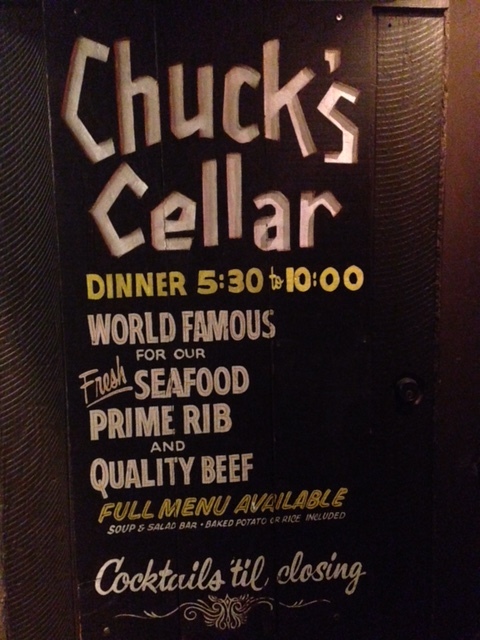 Chuck's
Cellar
DINNER 5:30 to 10:00
WORLD FAMOUS
FOR OUR
Fresh SEAFOOD
PRIME RIB
AND
QUALITY BEEF
FULL MENU AVAILABLE
SOUP & SALAD BAR • BAKED POTATO OR RICE INCLUDED
Cocktails 'til closing